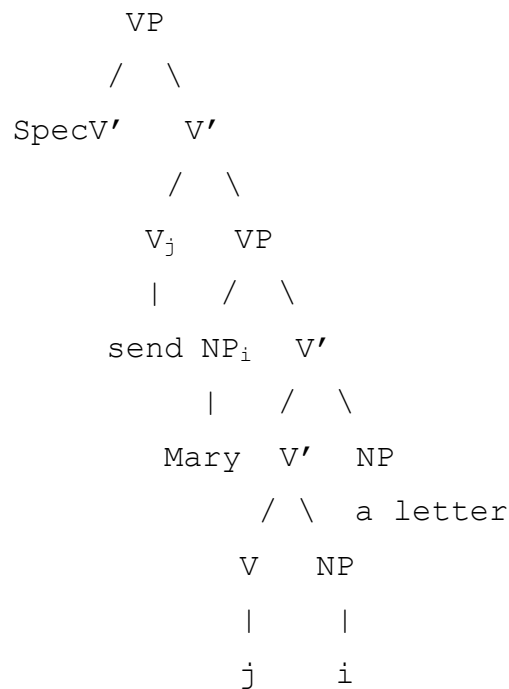 VP
/ \
SpecV′ V′
/ \
Vⱼ VP
| / \
send NPᵢ V′
| / \
Mary V′ NP
/ \ a letter
V NP
| |
j i